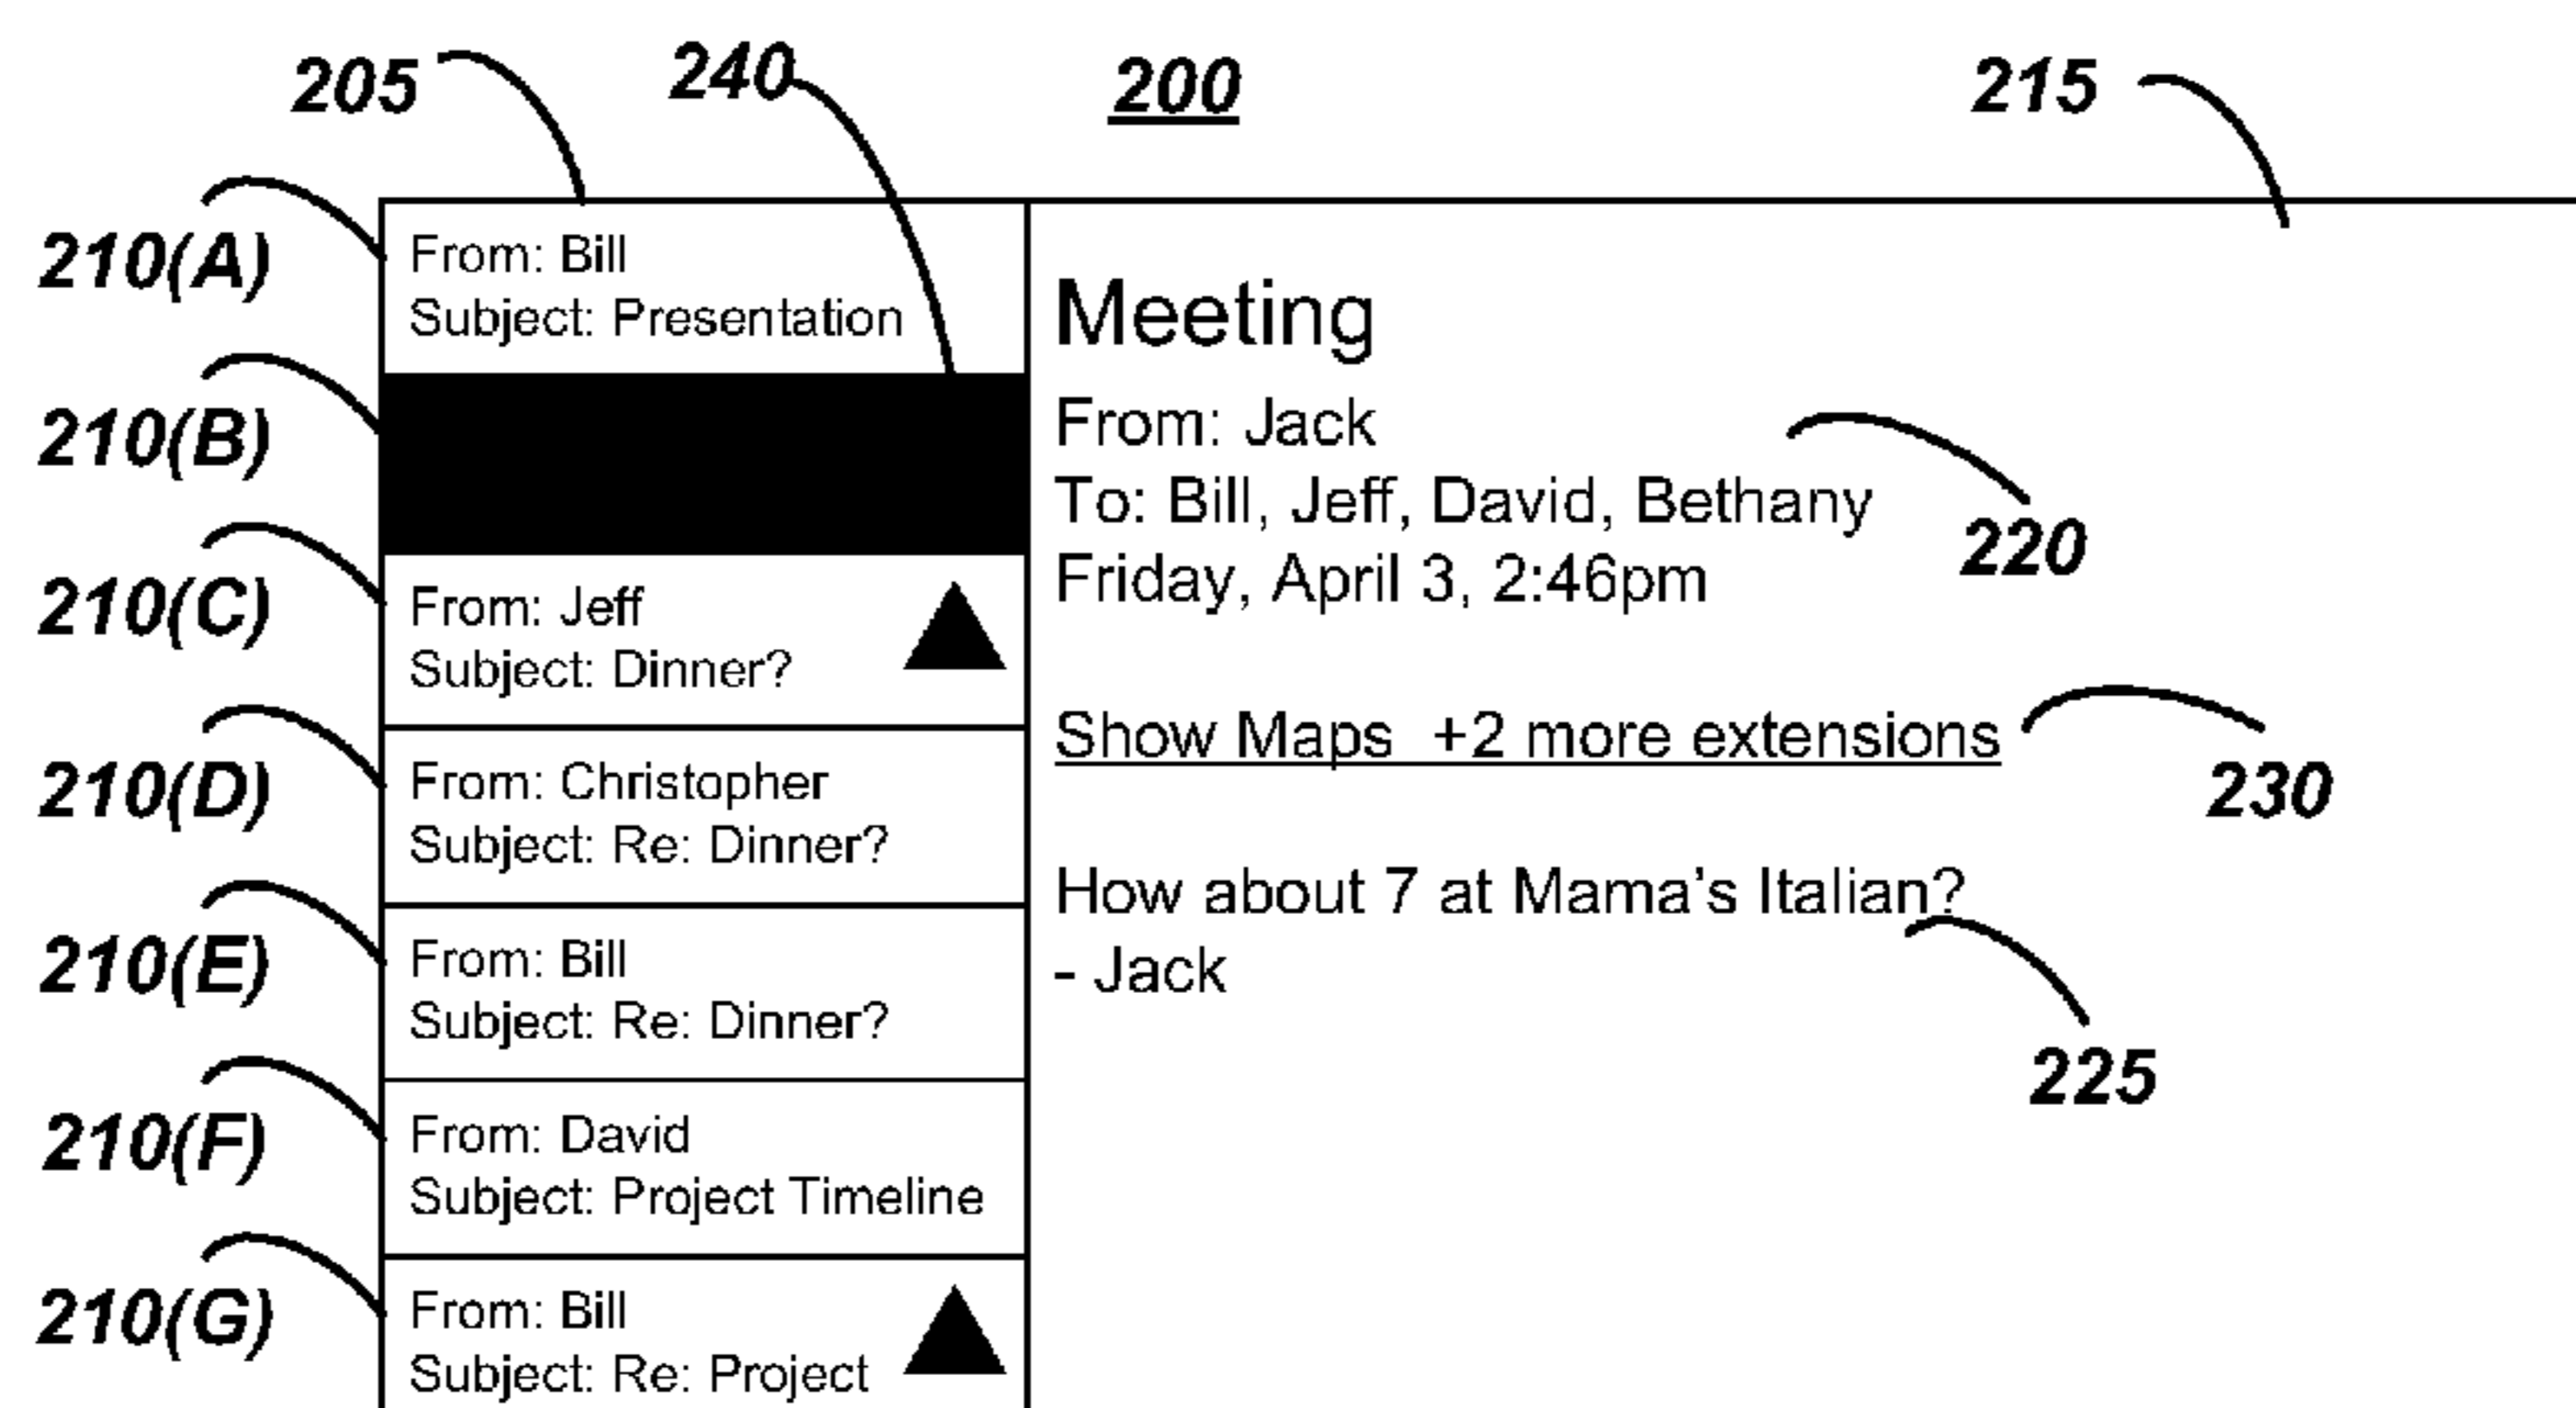 205 240 200 215
210(A)
From: Bill
Subject: Presentation
210(B)
210(C)
From: Jeff
Subject: Dinner?
210(D)
From: Christopher
Subject: Re: Dinner?
210(E)
From: Bill
Subject: Re: Dinner?
210(F)
From: David
Subject: Project Timeline
210(G)
From: Bill
Subject: Re: Project
Meeting
From: Jack
To: Bill, Jeff, David, Bethany
Friday, April 3, 2:46pm
220
Show Maps +2 more extensions
230
How about 7 at Mama's Italian?
- Jack
225